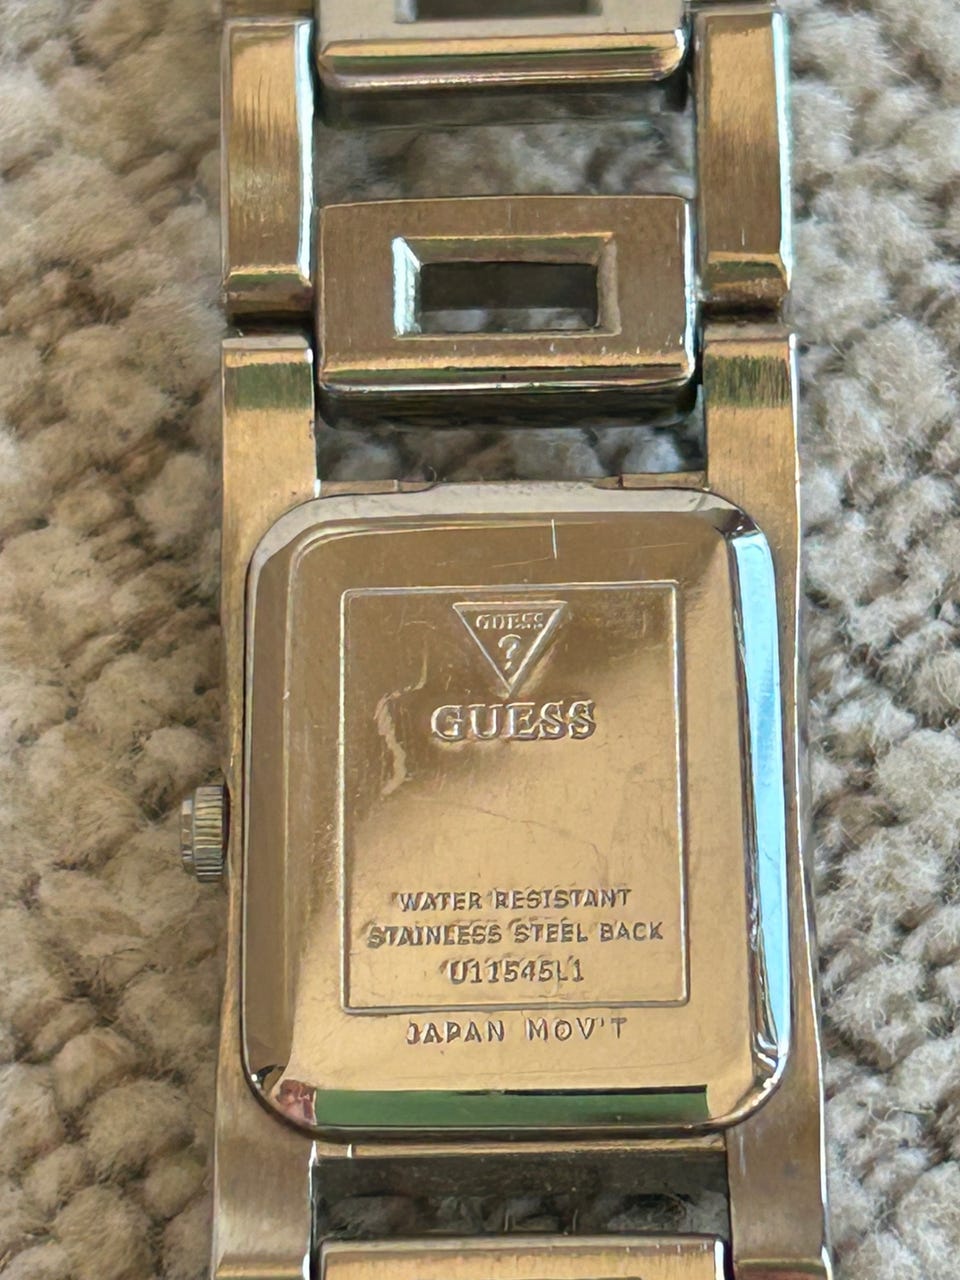 GUESS
?
GUESS
WATER RESISTANT
STAINLESS STEEL BACK
U11545L1
JAPAN MOV'T